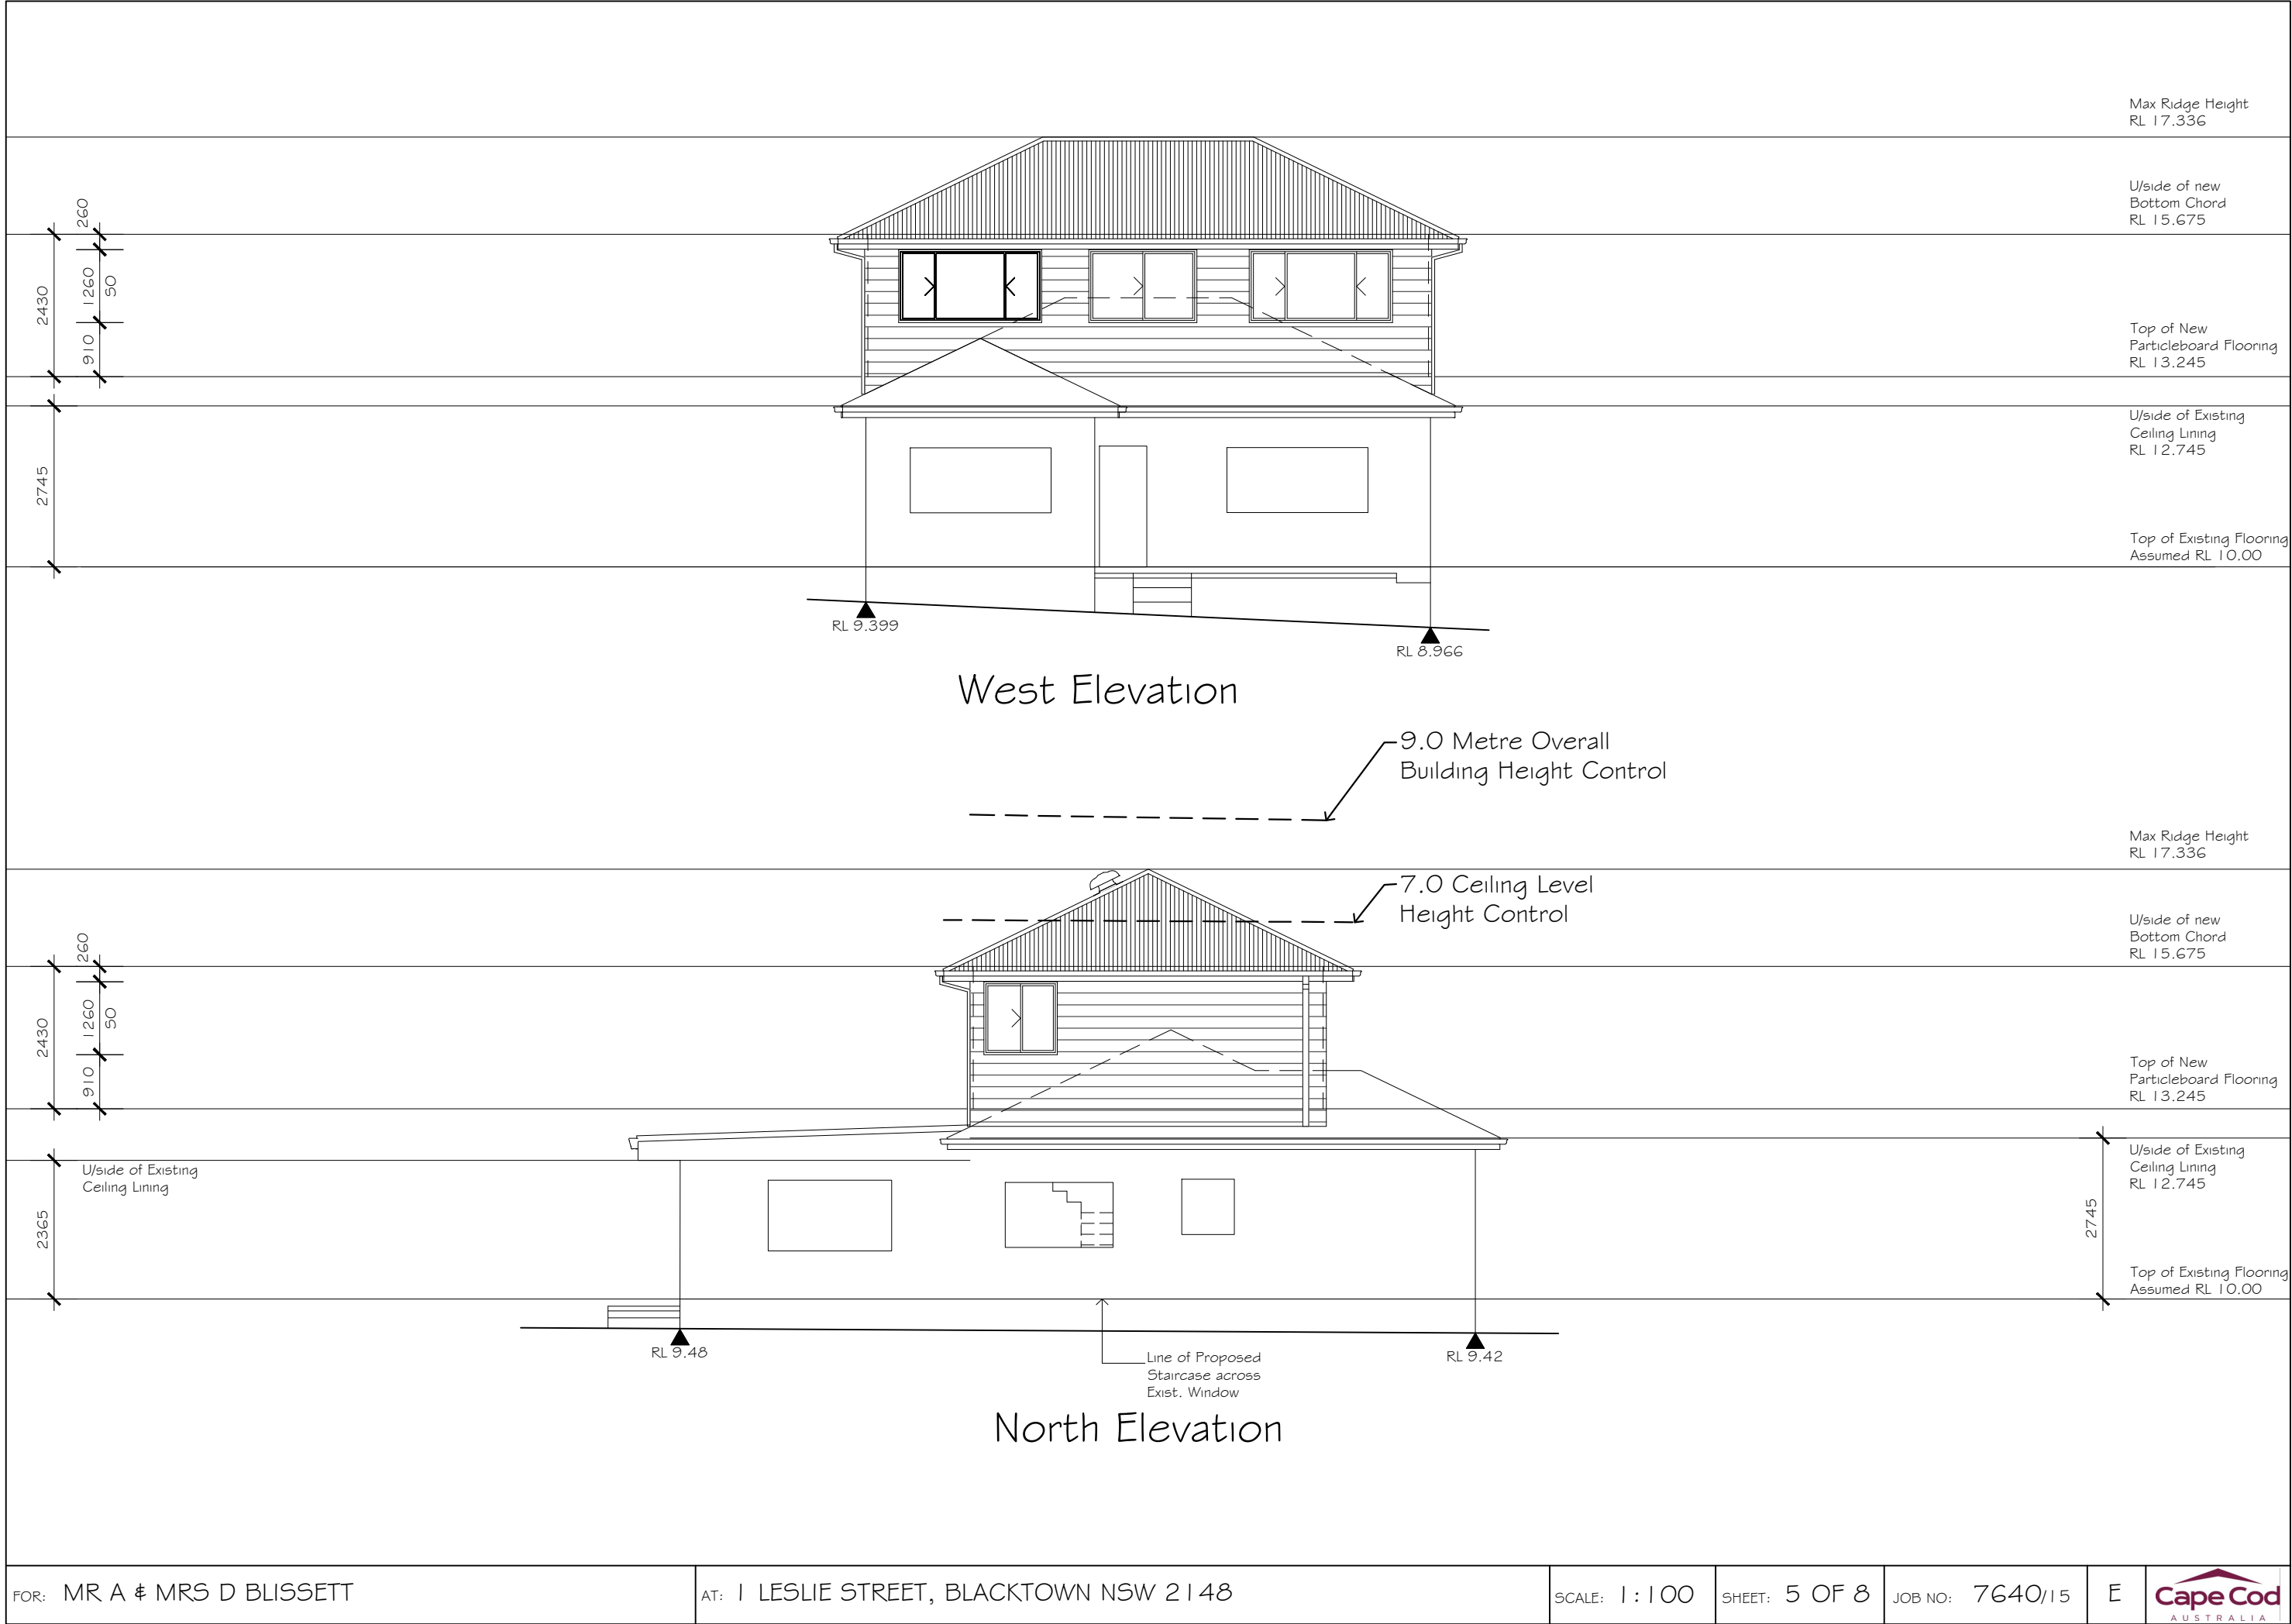 Max Ridge Height
RL 17.336
U/side of new
Bottom Chord
RL 15.675
260
2430
1260
50
910
Top of New
Particleboard Flooring
RL 13.245
U/side of Existing
Ceiling Lining
RL 12.745
2745
Top of Existing Flooring
Assumed RL 10.00
RL 9.399
RL 8.966
West Elevation
9.0 Metre Overall
Building Height Control
Max Ridge Height
RL 17.336
7.0 Ceiling Level
Height Control
U/side of new
Bottom Chord
RL 15.675
260
2430
1260
50
910
Top of New
Particleboard Flooring
RL 13.245
U/side of Existing
Ceiling Lining
U/side of Existing
Ceiling Lining
RL 12.745
2365
2745
Top of Existing Flooring
Assumed RL 10.00
RL 9.48
RL 9.42
Line of Proposed
Staircase across
Exist. Window
North Elevation
FOR: MR A & MRS D BLISSETT
AT: 1 LESLIE STREET, BLACKTOWN NSW 2148
SCALE: 1:100
SHEET: 5 OF 8
JOB NO: 7640/15
E
Cape Cod
AUSTRALIA